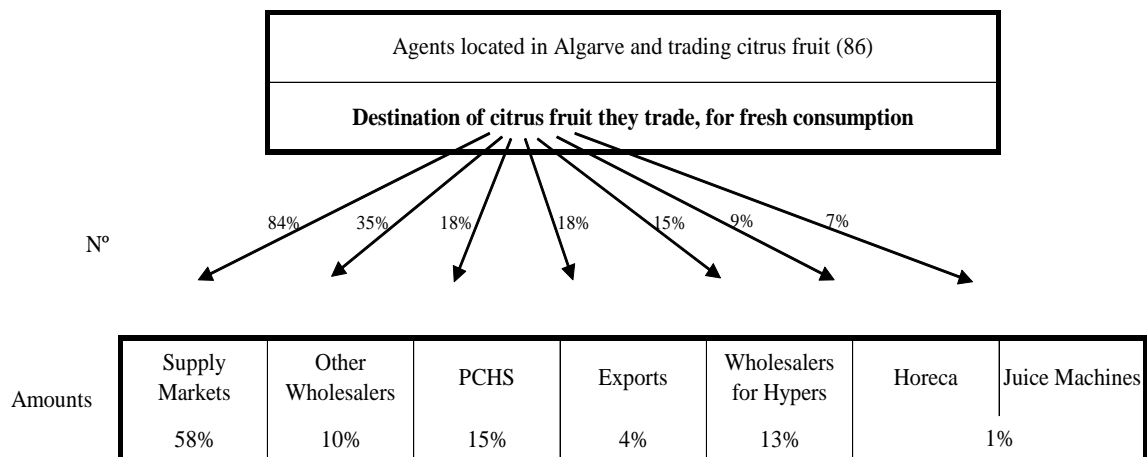 Agents located in Algarve and trading citrus fruit (86)
Destination of citrus fruit they trade, for fresh consumption
84% 35% 18% 18% 15% 9% 7%
Nº
Supply Markets
Other Wholesalers
PCHS
Exports
Wholesalers for Hypers
Horeca
Juice Machines
Amounts
58% 10% 15% 4% 13% 1%